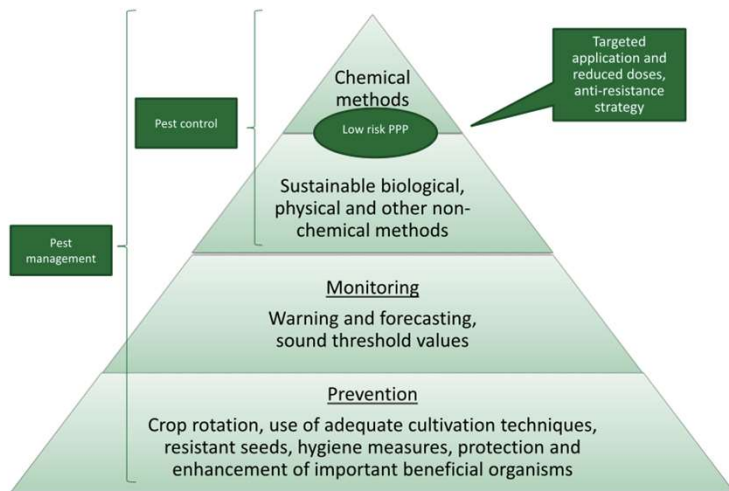 Chemical
methods
Low risk PPP
Targeted
application and
reduced doses,
anti-resistance
strategy
Pest control
Sustainable biological,
physical and other non-
chemical methods
Pest
management
Monitoring
Warning and forecasting,
sound threshold values
Prevention
Crop rotation, use of adequate cultivation techniques,
resistant seeds, hygiene measures, protection and
enhancement of important beneficial organisms